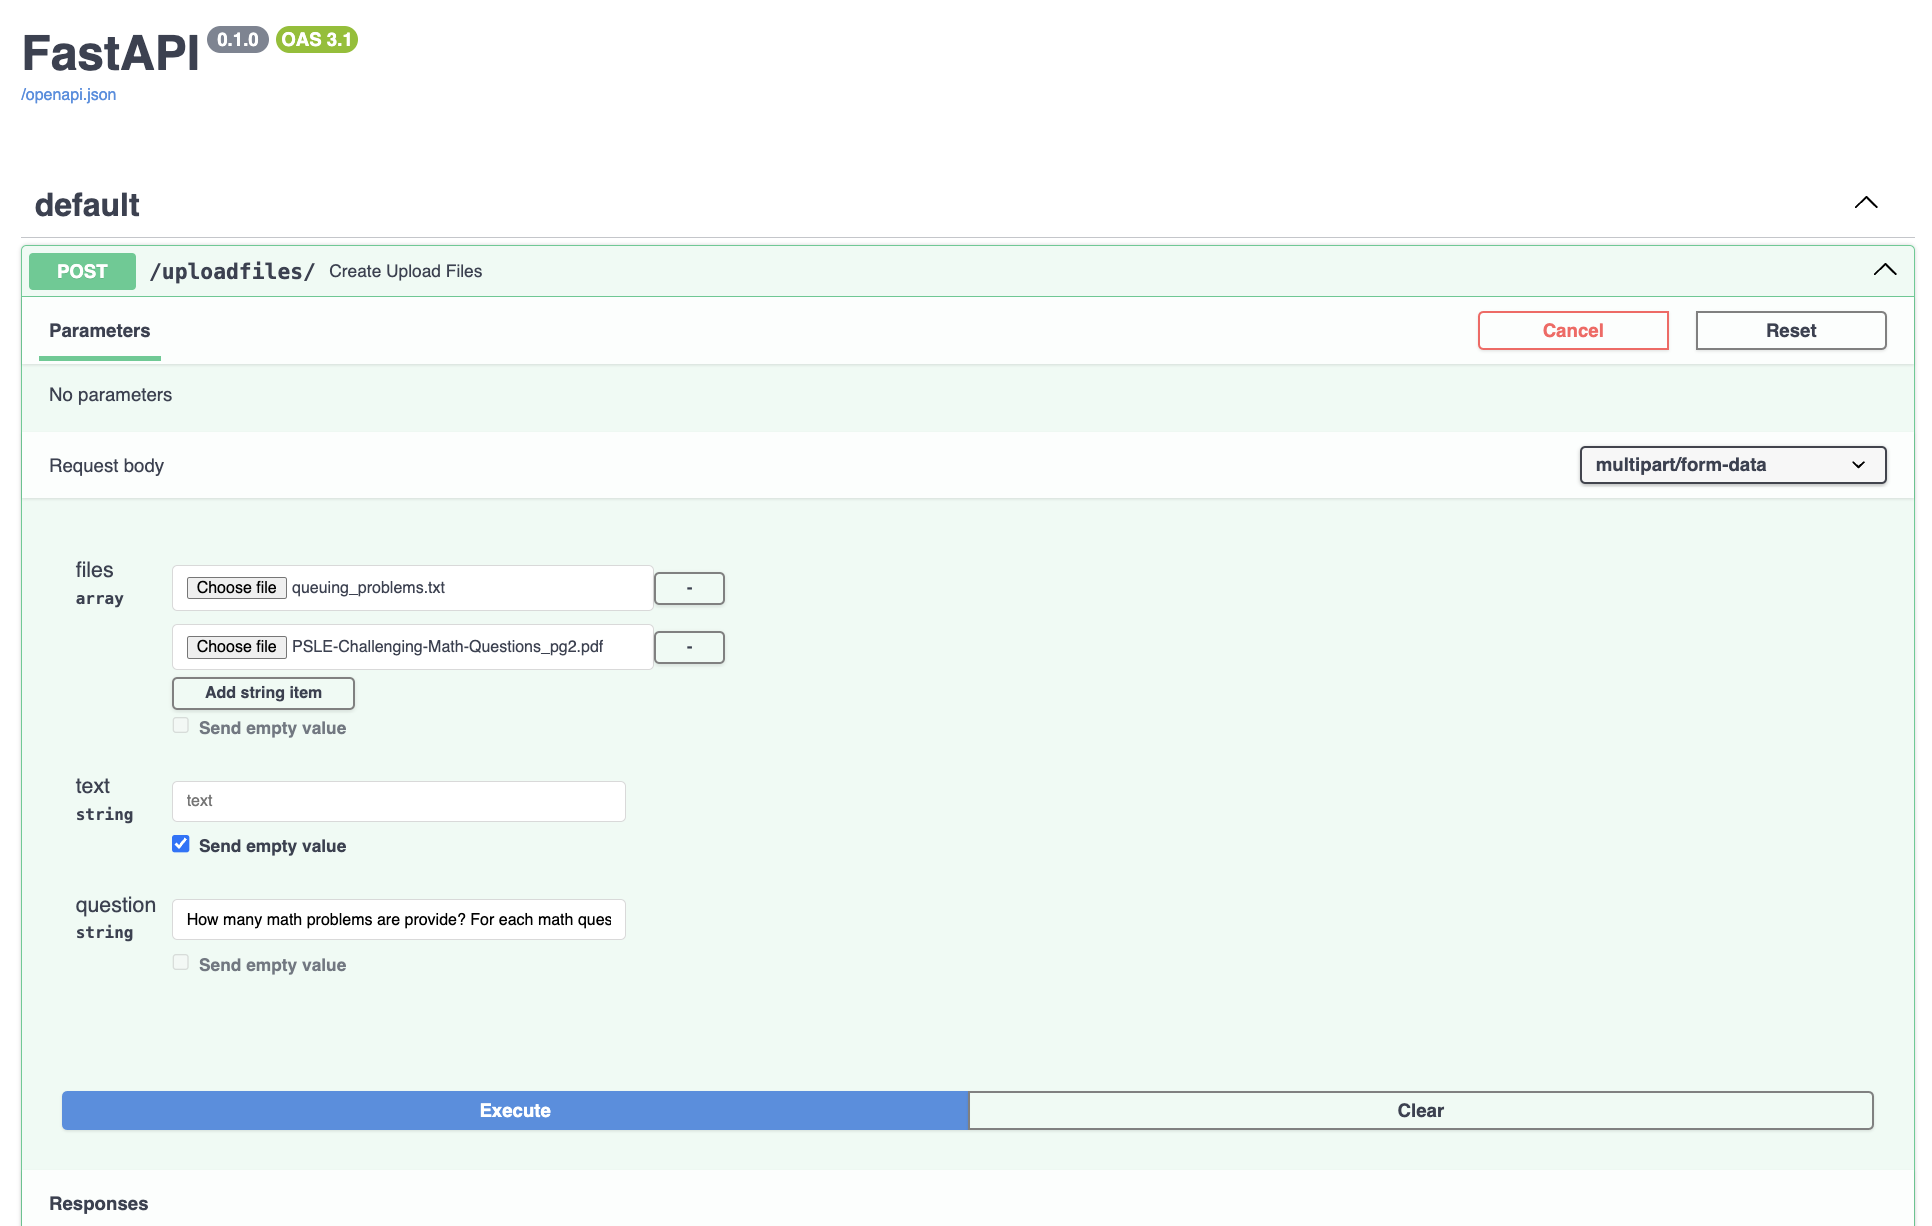 FastAPI 0.1.0 OAS 3.1
/openapi.json
default
POST /uploadfiles/ Create Upload Files
Parameters Cancel Reset
No parameters
Request body multipart/form-data
files
array
Choose file queuing_problems.txt -
Choose file PSLE-Challenging-Math-Questions_pg2.pdf -
Add string item
Send empty value
text
string
text
Send empty value
question
string
How many math problems are provide? For each math ques
Send empty value
Execute Clear
Responses